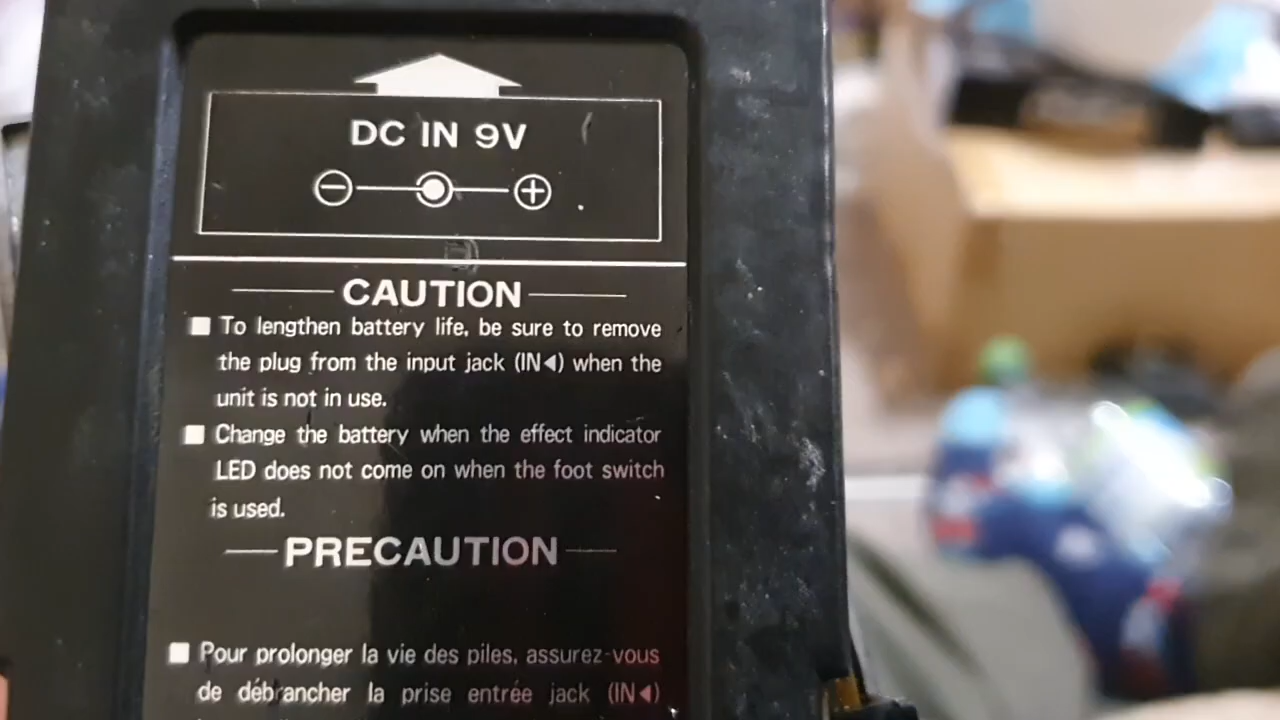 DC IN 9V
CAUTION
■ To lengthen battery life, be sure to remove
the plug from the input jack (IN◄) when the
unit is not in use.
■ Change the battery when the effect indicator
LED does not come on when the foot switch
is used.
PRECAUTION
■ Pour prolonger la vie des piles, assurez-vous
de débrancher la prise entrée jack (IN◄)